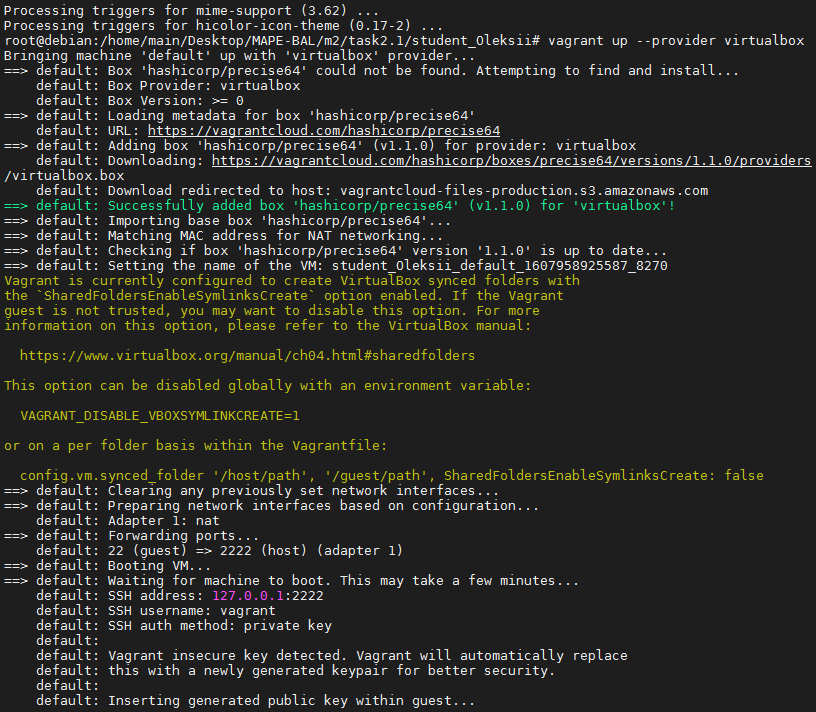 Processing triggers for mime-support (3.62) ...
Processing triggers for hicolor-icon-theme (0.17-2) ...
root@debian:/home/main/Desktop/MAPE-BAL/m2/task2.1/student_Oleksii# vagrant up --provider virtualbox
Bringing machine 'default' up with 'virtualbox' provider...
==> default: Box 'hashicorp/precise64' could not be found. Attempting to find and install...
    default: Box Provider: virtualbox
    default: Box Version: >= 0
==> default: Loading metadata for box 'hashicorp/precise64'
    default: URL: https://vagrantcloud.com/hashicorp/precise64
==> default: Adding box 'hashicorp/precise64' (v1.1.0) for provider: virtualbox
    default: Downloading: https://vagrantcloud.com/hashicorp/boxes/precise64/versions/1.1.0/providers
/virtualbox.box
    default: Download redirected to host: vagrantcloud-files-production.s3.amazonaws.com
==> default: Successfully added box 'hashicorp/precise64' (v1.1.0) for 'virtualbox'!
==> default: Importing base box 'hashicorp/precise64'...
==> default: Matching MAC address for NAT networking...
==> default: Checking if box 'hashicorp/precise64' version '1.1.0' is up to date...
==> default: Setting the name of the VM: student_Oleksii_default_1607958925587_8270
Vagrant is currently configured to create VirtualBox synced folders with
the `SharedFoldersEnableSymlinksCreate` option enabled. If the Vagrant
guest is not trusted, you may want to disable this option. For more
information on this option, please refer to the VirtualBox manual:

  https://www.virtualbox.org/manual/ch04.html#sharedfolders

This option can be disabled globally with an environment variable:

  VAGRANT_DISABLE_VBOXSYMLINKCREATE=1

or on a per folder basis within the Vagrantfile:

  config.vm.synced_folder '/host/path', '/guest/path', SharedFoldersEnableSymlinksCreate: false
==> default: Clearing any previously set network interfaces...
==> default: Preparing network interfaces based on configuration...
    default: Adapter 1: nat
==> default: Forwarding ports...
    default: 22 (guest) => 2222 (host) (adapter 1)
==> default: Booting VM...
==> default: Waiting for machine to boot. This may take a few minutes...
    default: SSH address: 127.0.0.1:2222
    default: SSH username: vagrant
    default: SSH auth method: private key
    default:
    default: Vagrant insecure key detected. Vagrant will automatically replace
    default: this with a newly generated keypair for better security.
    default:
    default: Inserting generated public key within guest...